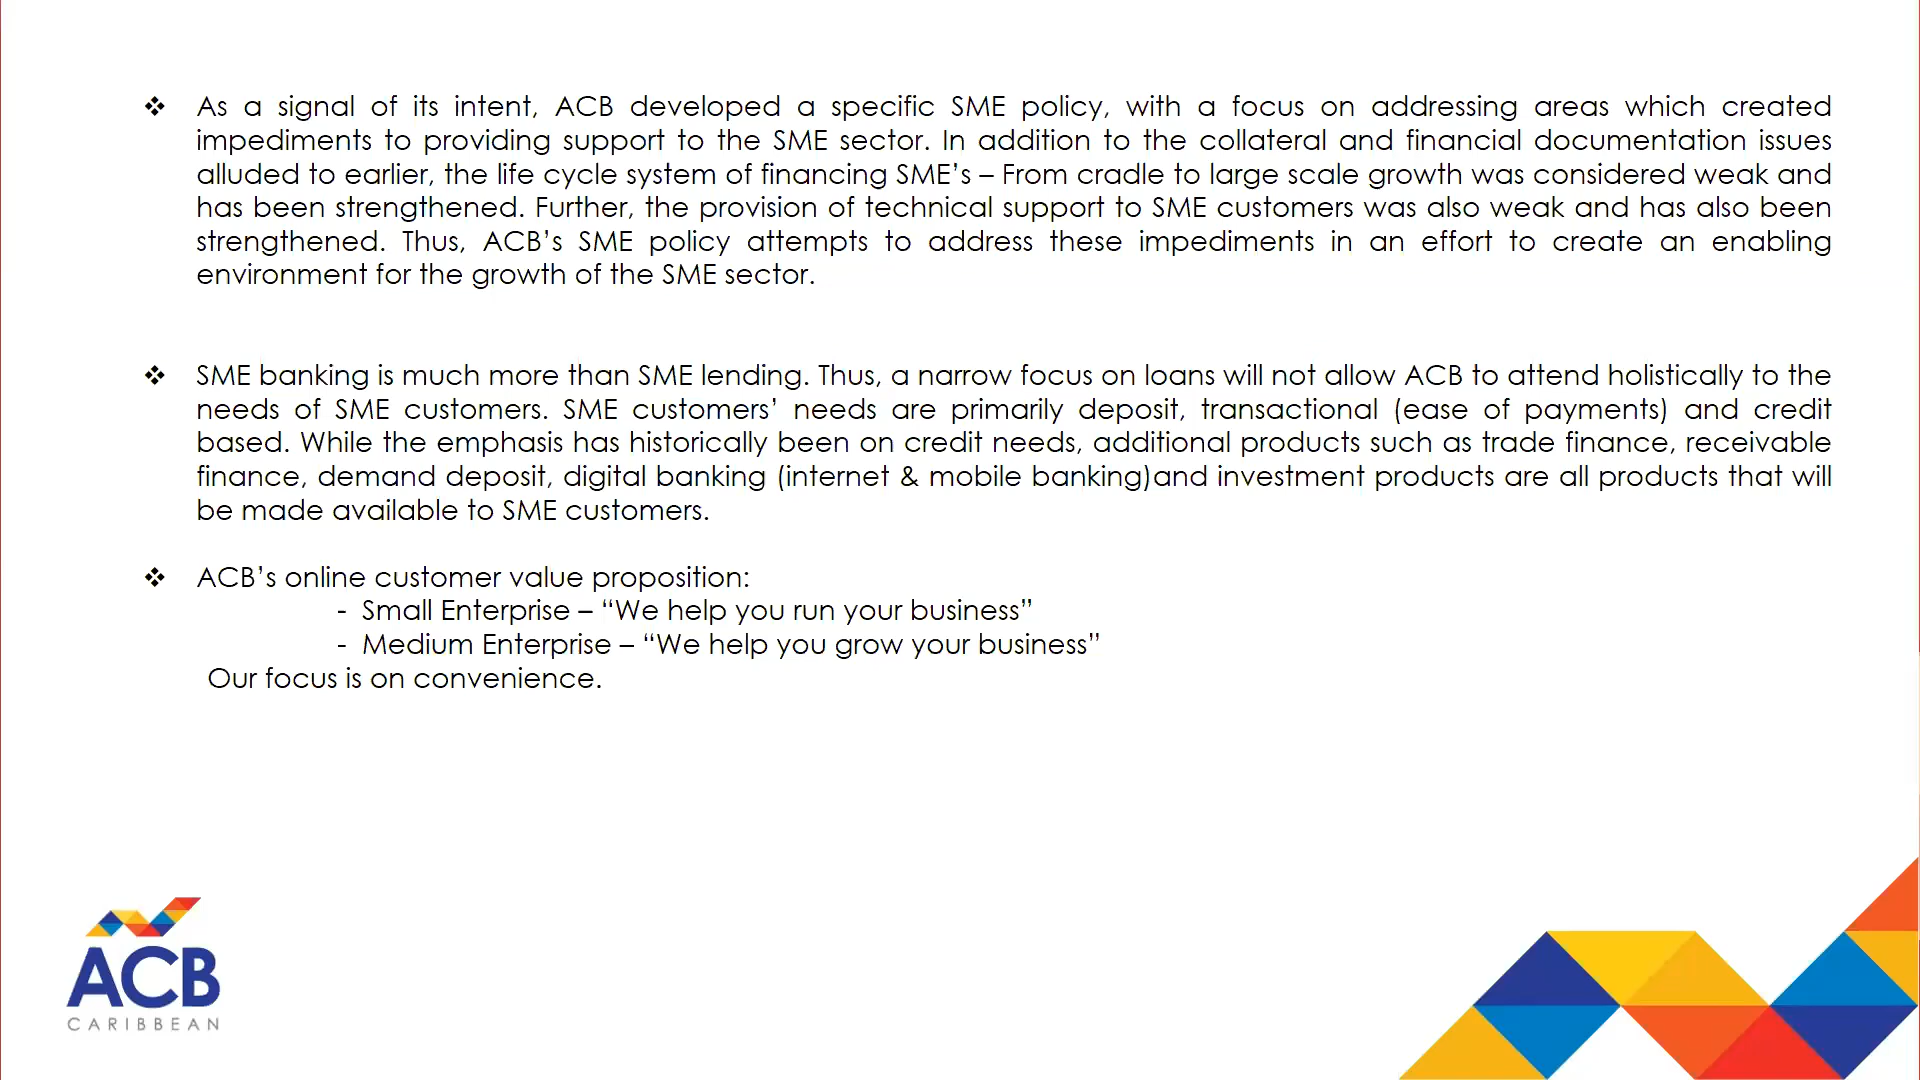 ❖ As a signal of its intent, ACB developed a specific SME policy, with a focus on addressing areas which created
impediments to providing support to the SME sector. In addition to the collateral and financial documentation issues
alluded to earlier, the life cycle system of financing SME’s – From cradle to large scale growth was considered weak and
has been strengthened. Further, the provision of technical support to SME customers was also weak and has also been
strengthened. Thus, ACB’s SME policy attempts to address these impediments in an effort to create an enabling
environment for the growth of the SME sector.
❖ SME banking is much more than SME lending. Thus, a narrow focus on loans will not allow ACB to attend holistically to the
needs of SME customers. SME customers’ needs are primarily deposit, transactional (ease of payments) and credit
based. While the emphasis has historically been on credit needs, additional products such as trade finance, receivable
finance, demand deposit, digital banking (internet & mobile banking)and investment products are all products that will
be made available to SME customers.
❖ ACB’s online customer value proposition:
- Small Enterprise – “We help you run your business”
- Medium Enterprise – “We help you grow your business”
Our focus is on convenience.
ACB
CARIBBEAN